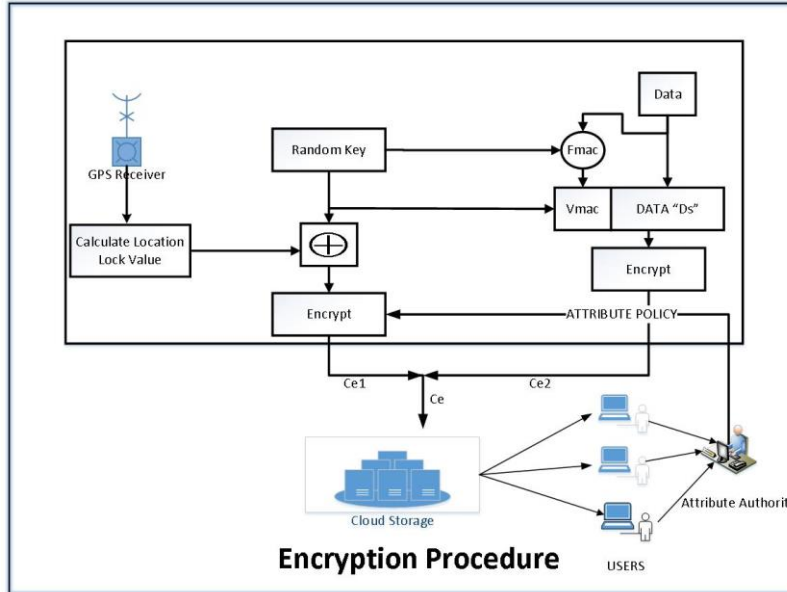 Data
Random Key
Fmac
GPS Receiver
Vmac
DATA "Ds"
Calculate Location
Lock Value
Encrypt
Encrypt
ATTRIBUTE POLICY
Ce1
Ce2
Ce
Cloud Storage
Attribute Authorit
Encryption Procedure
USERS